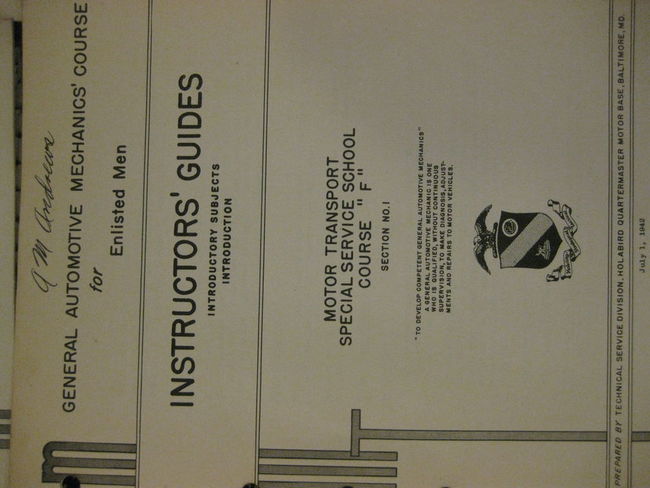 A M Andrews
GENERAL AUTOMOTIVE MECHANICS' COURSE
for
Enlisted Men
INSTRUCTORS' GUIDES
INTRODUCTORY SUBJECTS
INTRODUCTION
MOTOR TRANSPORT
SPECIAL SERVICE SCHOOL
COURSE "F"
SECTION NO. 1
"TO DEVELOP COMPETENT GENERAL AUTOMOTIVE MECHANICS"
A GENERAL AUTOMOTIVE MECHANIC IS ONE
WHO IS QUALIFIED, WITHOUT CONTINUOUS
SUPERVISION, TO MAKE DIAGNOSIS, ADJUST-
MENTS AND REPAIRS TO MOTOR VEHICLES.
PREPARED BY TECHNICAL SERVICE DIVISION, HOLABIRD QUARTERMASTER MOTOR BASE, BALTIMORE, MD.
July 1, 1942